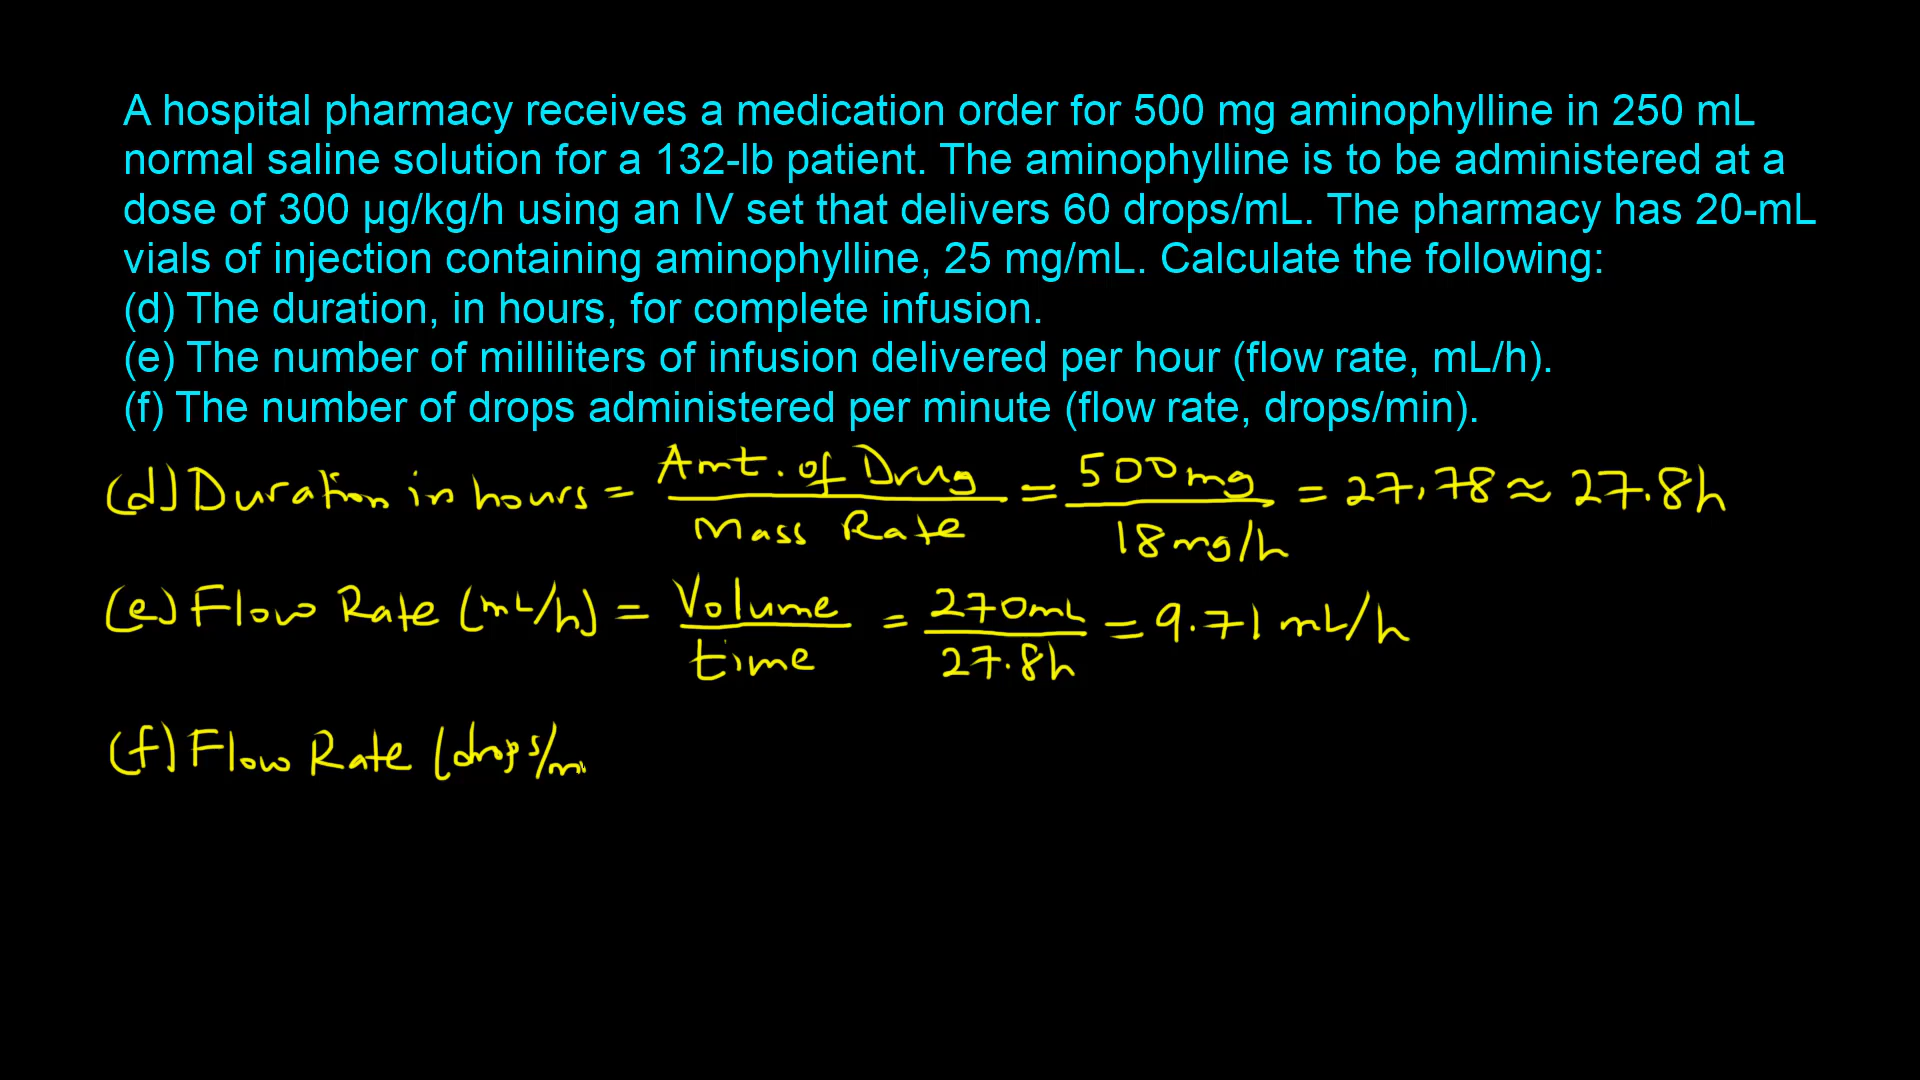 A hospital pharmacy receives a medication order for 500 mg aminophylline in 250 mL
normal saline solution for a 132-lb patient. The aminophylline is to be administered at a
dose of 300 µg/kg/h using an IV set that delivers 60 drops/mL. The pharmacy has 20-mL
vials of injection containing aminophylline, 25 mg/mL. Calculate the following:
(d) The duration, in hours, for complete infusion.
(e) The number of milliliters of infusion delivered per hour (flow rate, mL/h).
(f) The number of drops administered per minute (flow rate, drops/min).
(d) Duration in hours = Amt. of Drug / Mass Rate = 500mg / 18mg/h = 27.78 ≈ 27.8h
(e) Flow Rate (mL/h) = Volume / time = 270mL / 27.8h = 9.71 mL/h
(f) Flow Rate (drops/mi